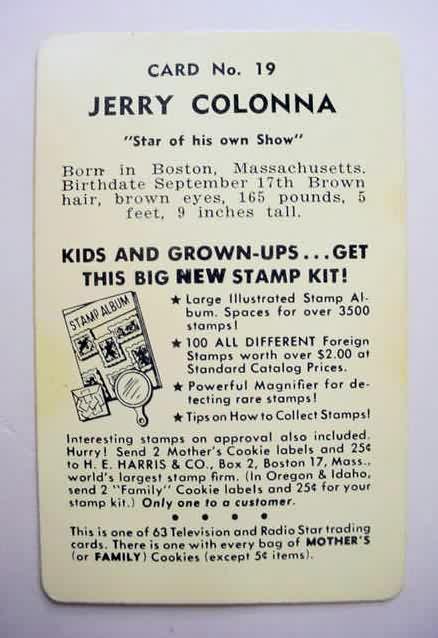 CARD No. 19
JERRY COLONNA
"Star of his own Show"
Born in Boston, Massachusetts.
Birthdate September 17th Brown
hair, brown eyes, 165 pounds, 5
feet, 9 inches tall.
KIDS AND GROWN-UPS...GET
THIS BIG NEW STAMP KIT!
STAMP ALBUM
★ Large Illustrated Stamp Al-
bum. Spaces for over 3500
stamps!
★ 100 ALL DIFFERENT Foreign
Stamps worth over $2.00 at
Standard Catalog Prices.
★ Powerful Magnifier for de-
tecting rare stamps!
★ Tips on How to Collect Stamps!
Interesting stamps on approval also included.
Hurry! Send 2 Mother's Cookie labels and 25¢
to H. E. HARRIS & CO., Box 2, Boston 17, Mass.,
world's largest stamp firm. (In Oregon & Idaho,
send 2 "Family" Cookie labels and 25¢ for your
stamp kit.) Only one to a customer.
• • • •
This is one of 63 Television and Radio Star trading
cards. There is one with every bag of MOTHER'S
(or FAMILY) Cookies (except 5¢ items).